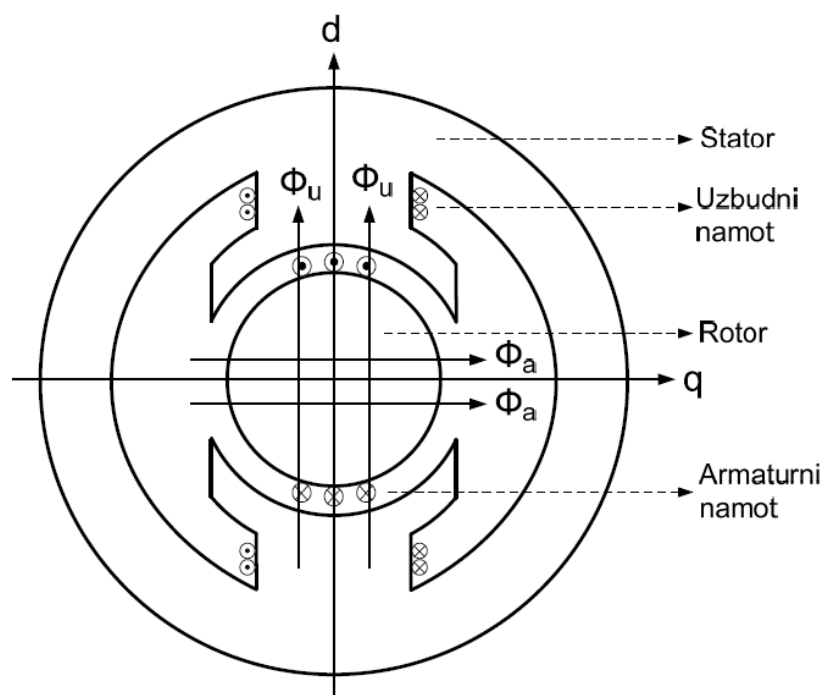 d
Stator
Φu Φu
Uzbudni
namot
Rotor
Φa
q
Φa
Armaturni
namot